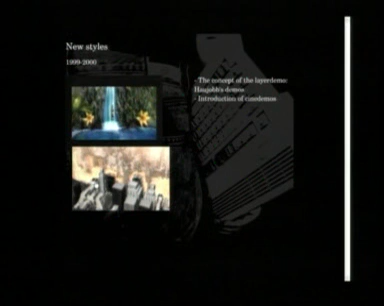 New styles
1999-2000
- The concept of the layerdemo:
Haujobb's demos
- Introduction of cinedemos